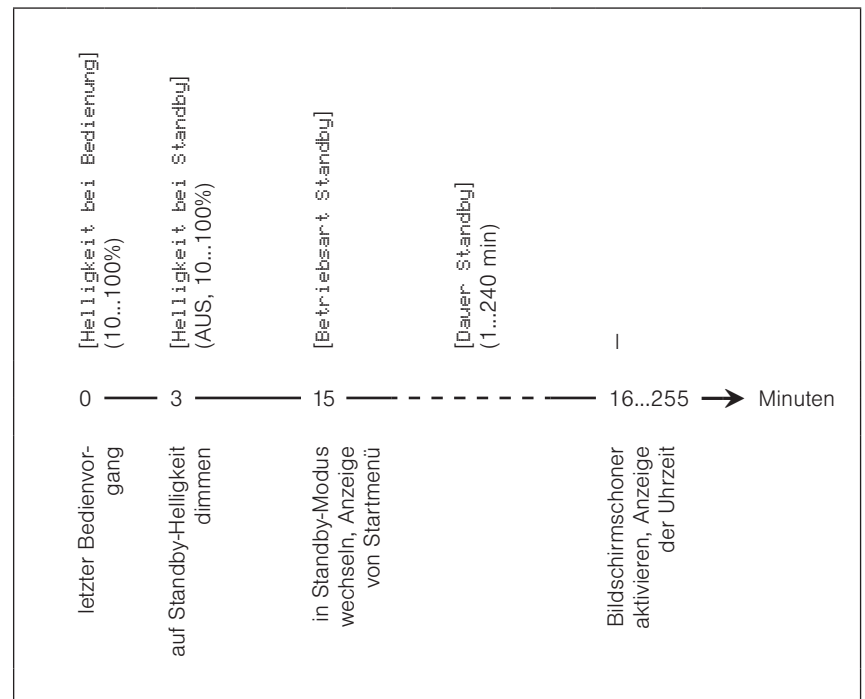 [Helligkeit bei Bedienung]
(10...100%)
[Helligkeit bei Standby]
(AUS, 10...100%)
[Betriebsart Standby]
[Dauer Standby]
(1...240 min)
–
0
3
15
16...255
Minuten
letzter Bedienvor-
gang
auf Standby-Helligkeit
dimmen
in Standby-Modus
wechseln, Anzeige
von Startmenü
Bildschirmschoner
aktivieren, Anzeige
der Uhrzeit